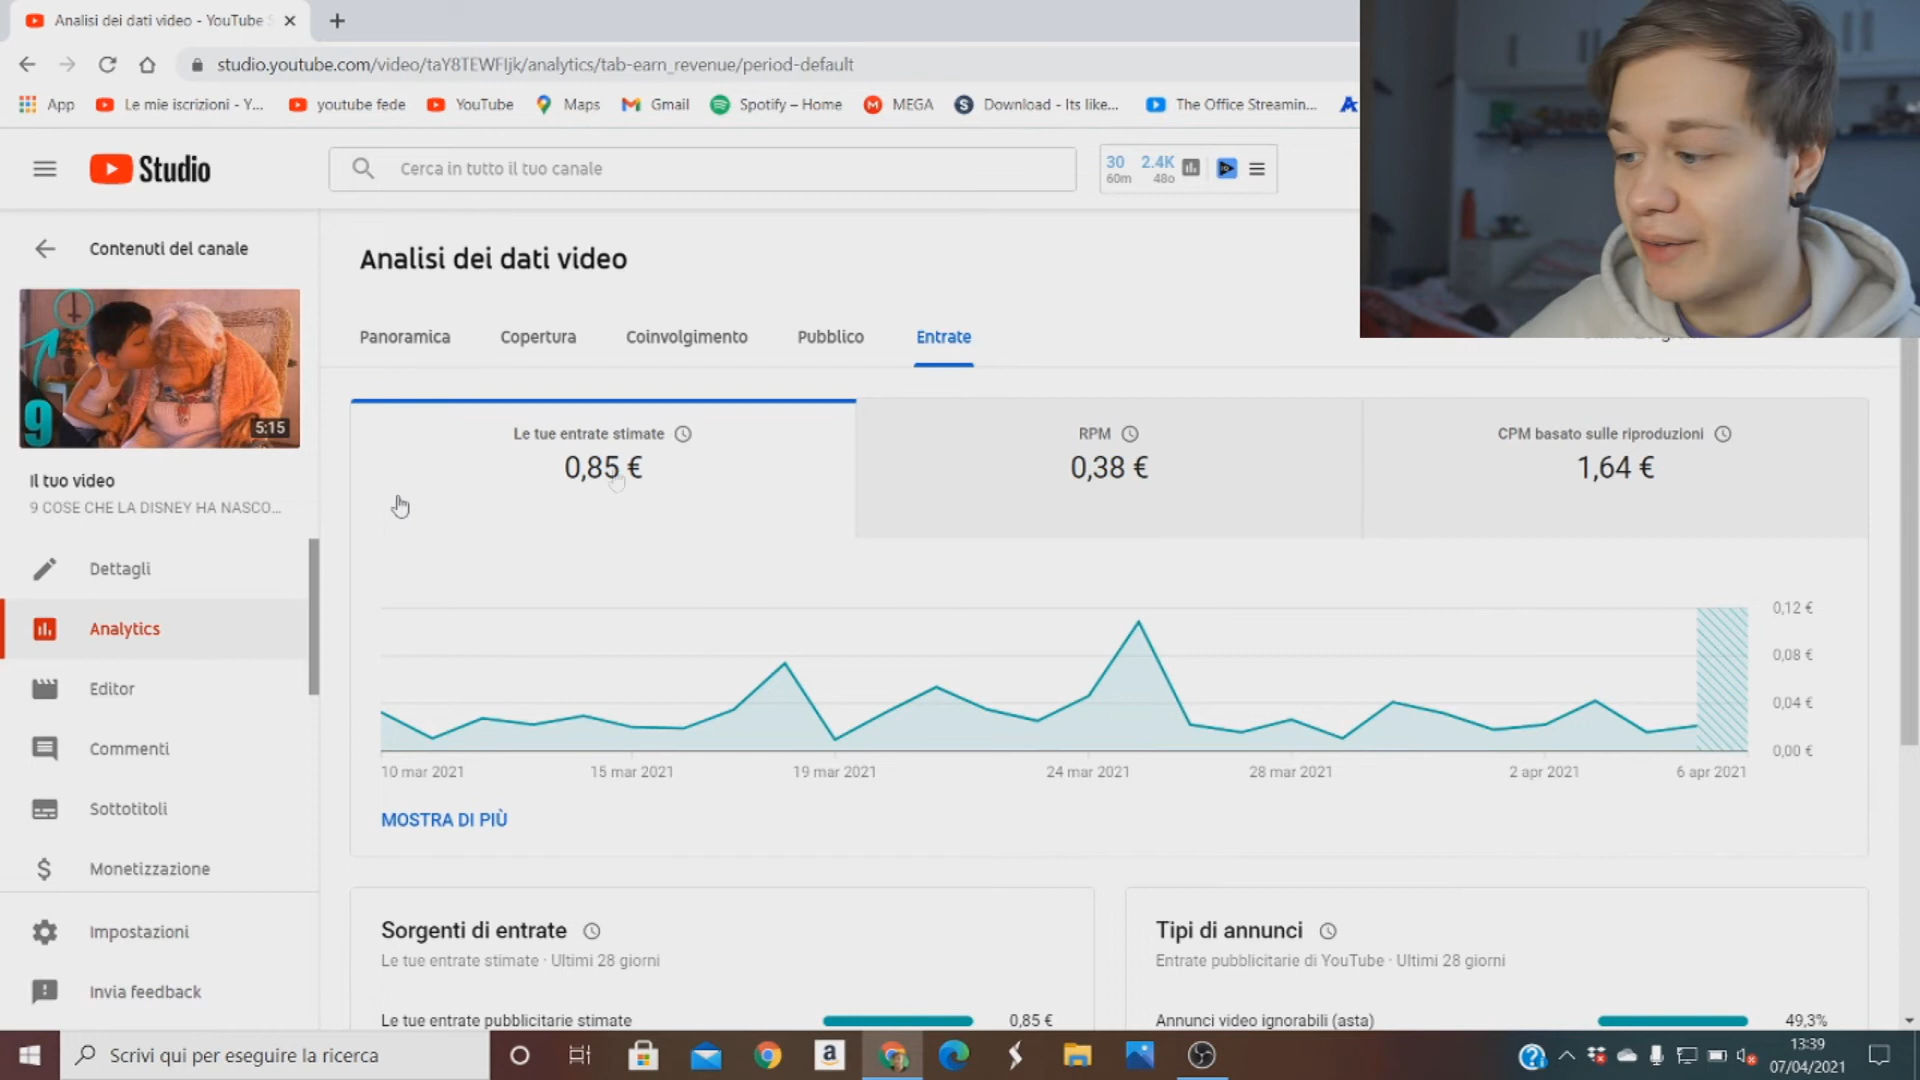 Analisi dei dati video - YouTube S
studio.youtube.com/video/taY8TEWFIjk/analytics/tab-earn_revenue/period-default
App
Le mie iscrizioni - Y...
youtube fede
YouTube
Maps
Gmail
Spotify – Home
MEGA
Download - Its like...
The Office Streamin...
Studio
Cerca in tutto il tuo canale
30 2.4K
60m 48o
Contenuti del canale
9
5:15
Il tuo video
9 COSE CHE LA DISNEY HA NASCO...
Dettagli
Analytics
Editor
Commenti
Sottotitoli
Monetizzazione
Impostazioni
Invia feedback
Analisi dei dati video
Panoramica
Copertura
Coinvolgimento
Pubblico
Entrate
Le tue entrate stimate
0,85 €
RPM
0,38 €
CPM basato sulle riproduzioni
1,64 €
0,12 €
0,08 €
0,04 €
0,00 €
10 mar 2021
15 mar 2021
19 mar 2021
24 mar 2021
28 mar 2021
2 apr 2021
6 apr 2021
MOSTRA DI PIÙ
Sorgenti di entrate
Le tue entrate stimate · Ultimi 28 giorni
Le tue entrate pubblicitarie stimate
0,85 €
Tipi di annunci
Entrate pubblicitarie di YouTube · Ultimi 28 giorni
Annunci video ignorabili (asta)
49,3%
Scrivi qui per eseguire la ricerca
13:39
07/04/2021